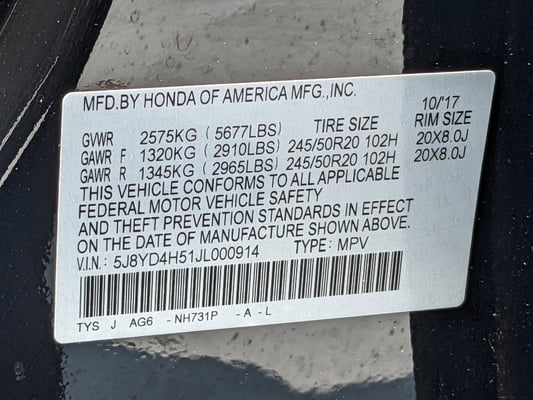 MFD.BY HONDA OF AMERICA MFG.,INC. 10/'17
TIRE SIZE RIM SIZE
GVWR 2575KG (5677LBS)
GAWR F 1320KG (2910LBS) 245/50R20 102H 20X8.0J
GAWR R 1345KG (2965LBS) 245/50R20 102H 20X8.0J
THIS VEHICLE CONFORMS TO ALL APPLICABLE
FEDERAL MOTOR VEHICLE SAFETY
AND THEFT PREVENTION STANDARDS IN EFFECT
ON THE DATE OF MANUFACTURE SHOWN ABOVE.
V.I.N.: 5J8YD4H51JL000914 TYPE: MPV
TYS J AG6 -NH731P -A-L